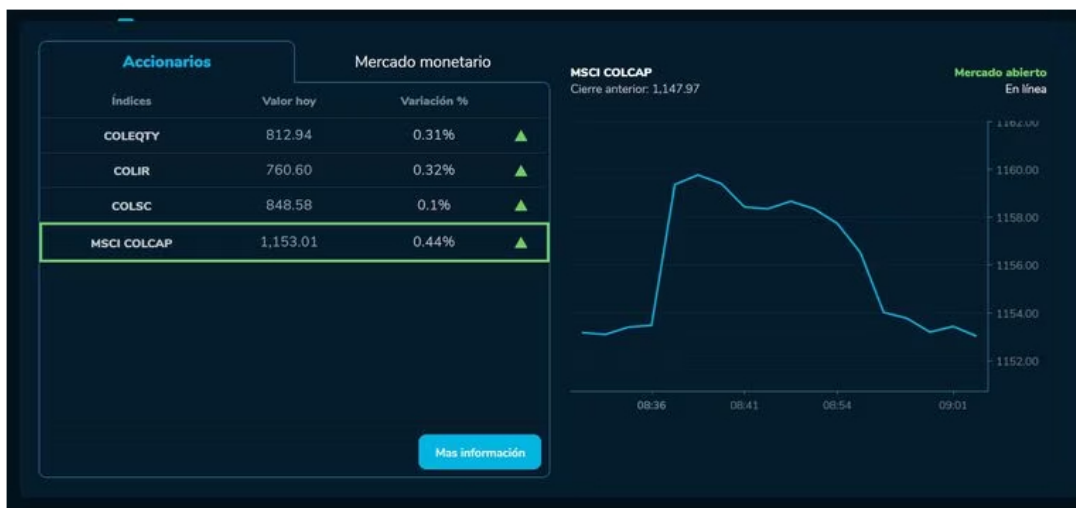 Accionarios
Mercado monetario
Índices Valor hoy Variación %
COLEQTY 812.94 0.31%
COLIR 760.60 0.32%
COLSC 848.58 0.1%
MSCI COLCAP 1,153.01 0.44%
Mas información
MSCI COLCAP
Cierre anterior: 1,147.97
Mercado abierto
En línea
1162.00
1160.00
1158.00
1156.00
1154.00
1152.00
08:36 08:41 08:54 09:01